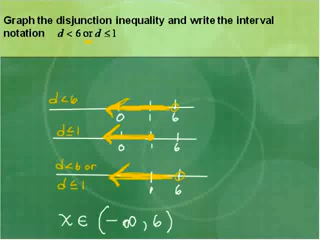 Graph the disjunction inequality and write the interval
notation d < 6 or d ≤ 1
d < 6
0 1 6
d ≤ 1
0 1 6
d < 6 or
d ≤ 1
1 6
x ∈ (-∞, 6)